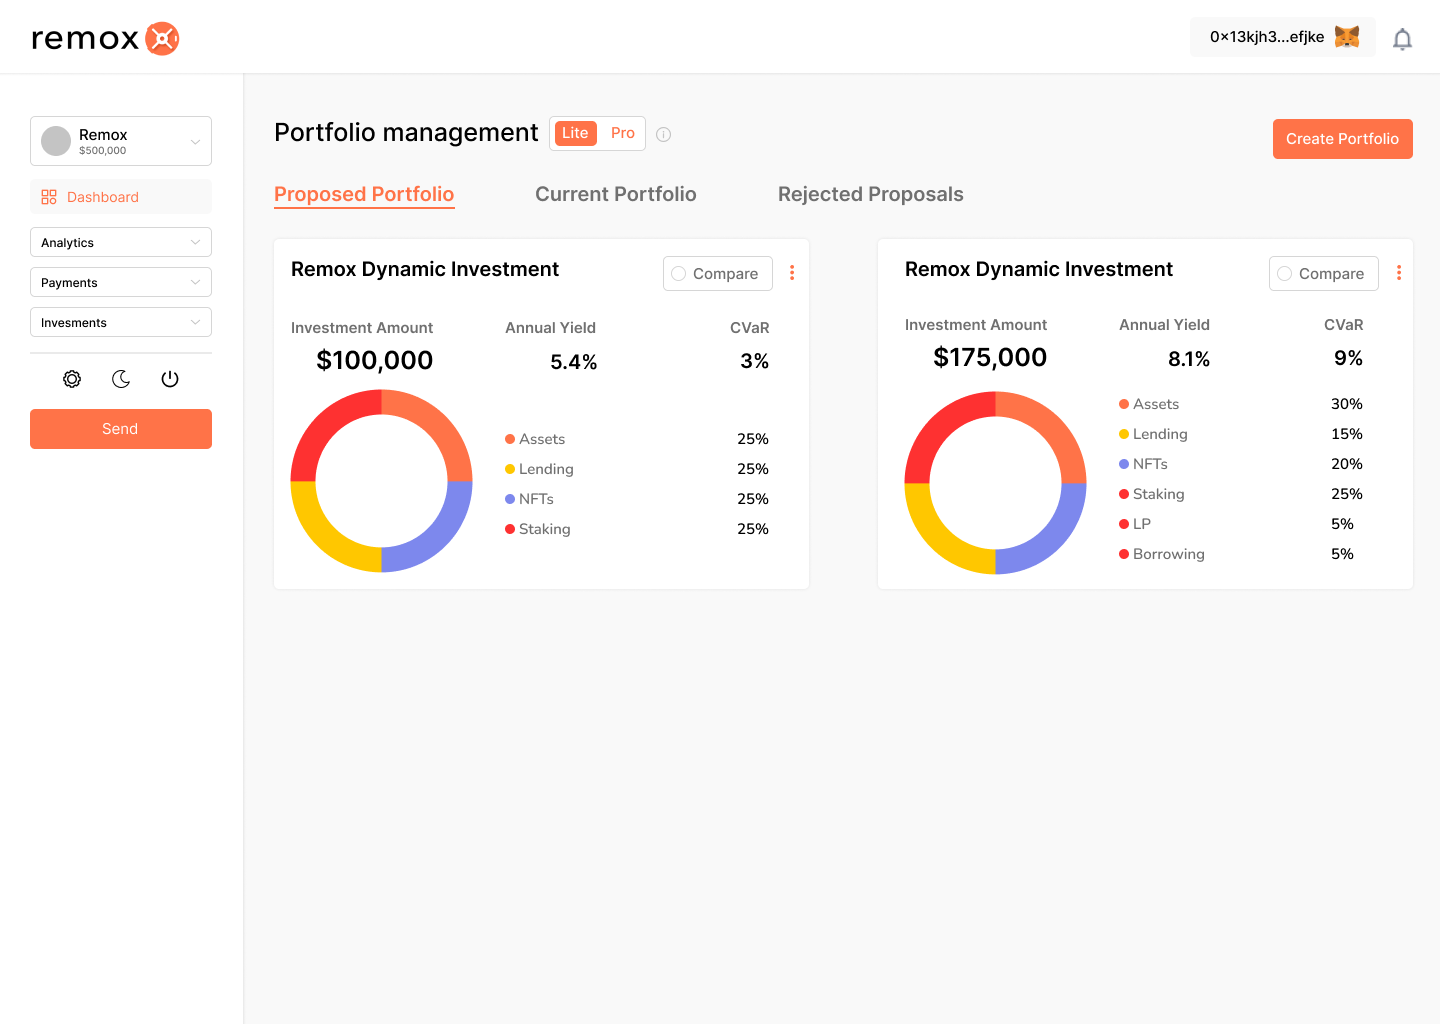 remox
0×13kjh3...efjke
Remox
$500,000
Dashboard
Analytics
Payments
Invesments
Send
Portfolio management
Lite Pro
Create Portfolio
Proposed Portfolio Current Portfolio Rejected Proposals
Remox Dynamic Investment
Compare
Investment Amount Annual Yield CVaR
$100,000 5.4% 3%
Assets 25%
Lending 25%
NFTs 25%
Staking 25%
Remox Dynamic Investment
Compare
Investment Amount Annual Yield CVaR
$175,000 8.1% 9%
Assets 30%
Lending 15%
NFTs 20%
Staking 25%
LP 5%
Borrowing 5%